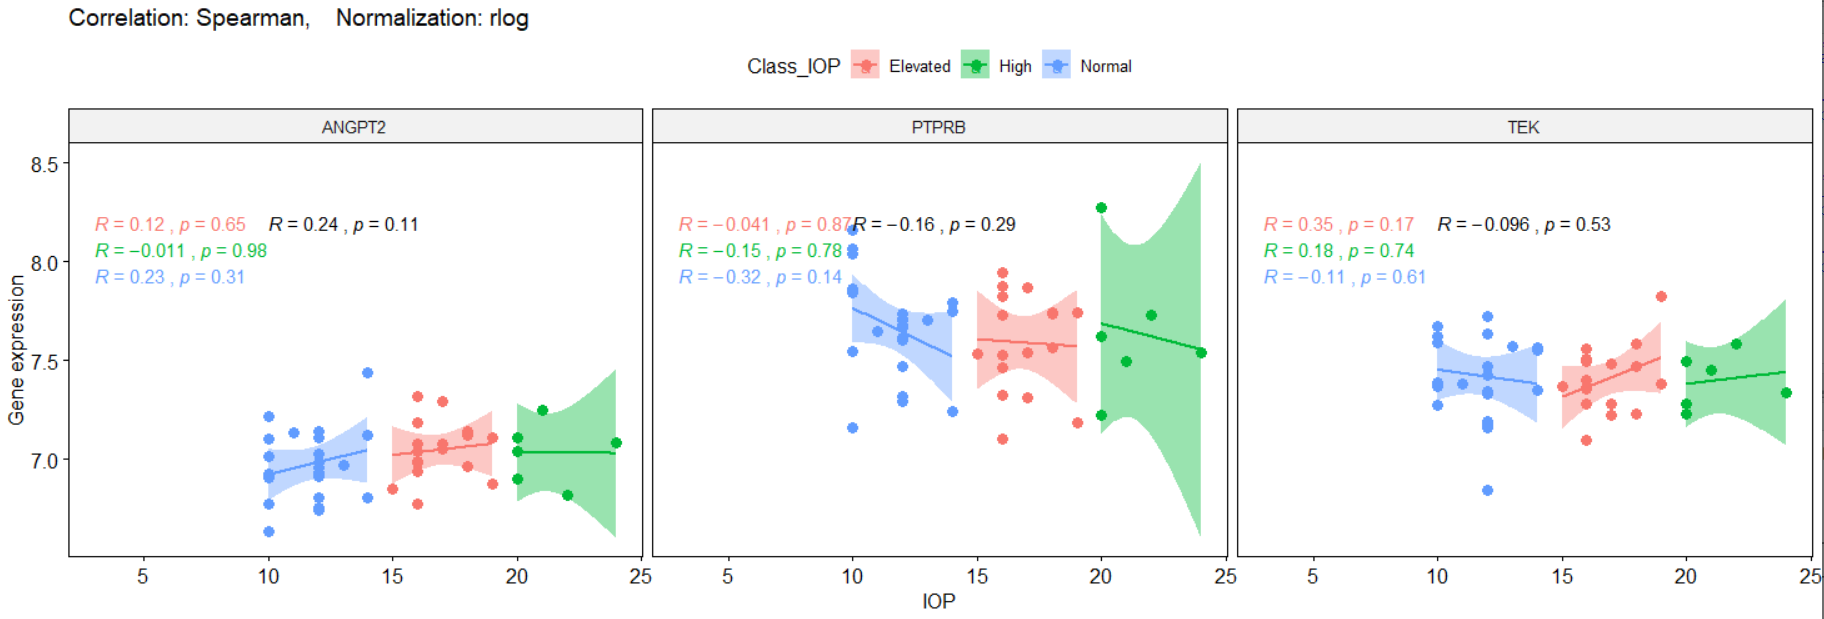 Correlation: Spearman,    Normalization: rlog
Class_IOP Elevated High Normal
ANGPT2 PTPRB TEK
R = 0.12 , p = 0.65 R = 0.24 , p = 0.11
R = −0.011 , p = 0.98
R = 0.23 , p = 0.31
R = −0.041 , p = 0.87 R = −0.16 , p = 0.29
R = −0.15 , p = 0.78
R = −0.32 , p = 0.14
R = 0.35 , p = 0.17 R = −0.096 , p = 0.53
R = 0.18 , p = 0.74
R = −0.11 , p = 0.61
Gene expression
8.5
8.0
7.5
7.0
5 10 15 20 25 5 10 15 20 25 5 10 15 20 25
IOP